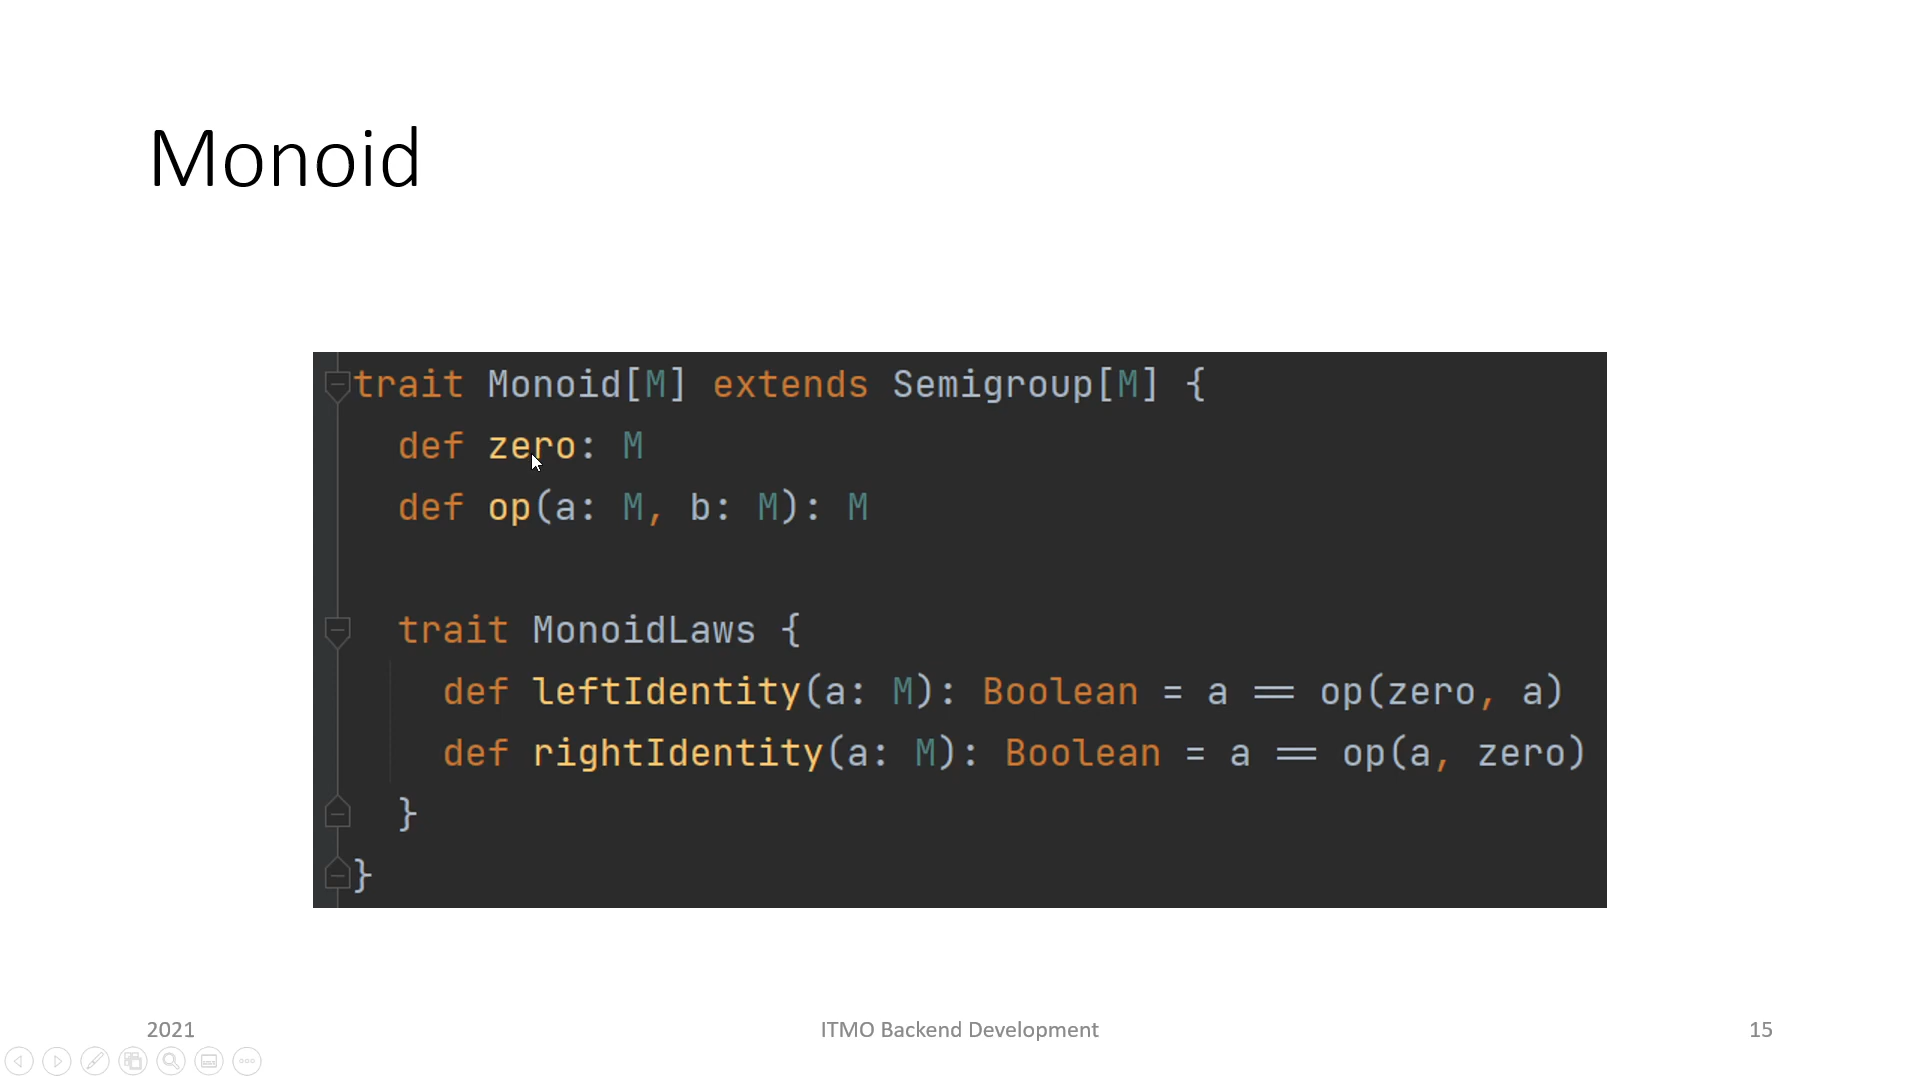 Monoid
trait Monoid[M] extends Semigroup[M] {
def zero: M
def op(a: M, b: M): M
trait MonoidLaws {
def leftIdentity(a: M): Boolean = a == op(zero, a)
def rightIdentity(a: M): Boolean = a == op(a, zero)
}
}
2021
ITMO Backend Development
15